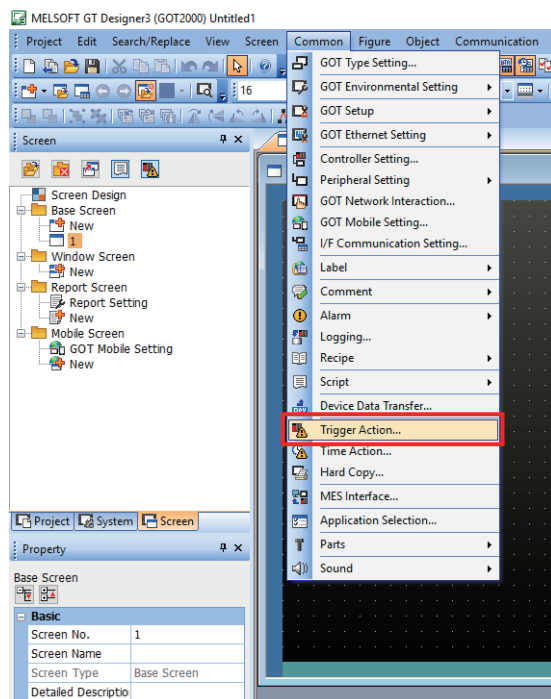 MELSOFT GT Designer3 (GOT2000) Untitled1
Project Edit Search/Replace View Screen Common Figure Object Communication
16
Screen
Screen Design
Base Screen
New
1
Window Screen
New
Report Screen
Report Setting
New
Mobile Screen
GOT Mobile Setting
New
GOT Type Setting...
GOT Environmental Setting
GOT Setup
GOT Ethernet Setting
Controller Setting...
Peripheral Setting
GOT Network Interaction...
GOT Mobile Setting...
I/F Communication Setting...
Label
Comment
Alarm
Logging...
Recipe
Script
Device Data Transfer...
Trigger Action...
Time Action...
Hard Copy...
MES Interface...
Application Selection...
Parts
Sound
Project System Screen
Property
Base Screen
Basic
Screen No. 1
Screen Name
Screen Type Base Screen
Detailed Descriptio